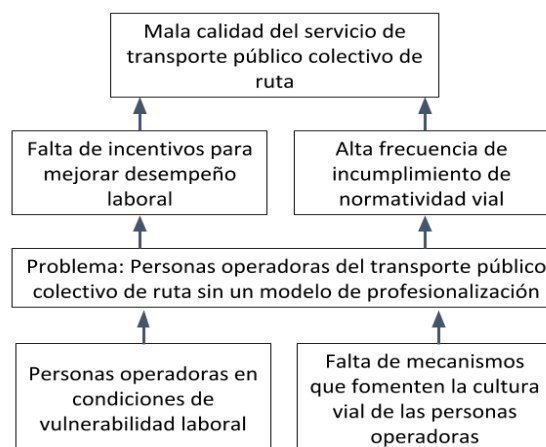 Mala calidad del servicio de
transporte público colectivo de
ruta
Falta de incentivos para
mejorar desempeño
laboral
Alta frecuencia de
incumplimiento de
normatividad vial
Problema: Personas operadoras del transporte público
colectivo de ruta sin un modelo de profesionalización
Personas operadoras en
condiciones de
vulnerabilidad laboral
Falta de mecanismos
que fomenten la cultura
vial de las personas
operadoras